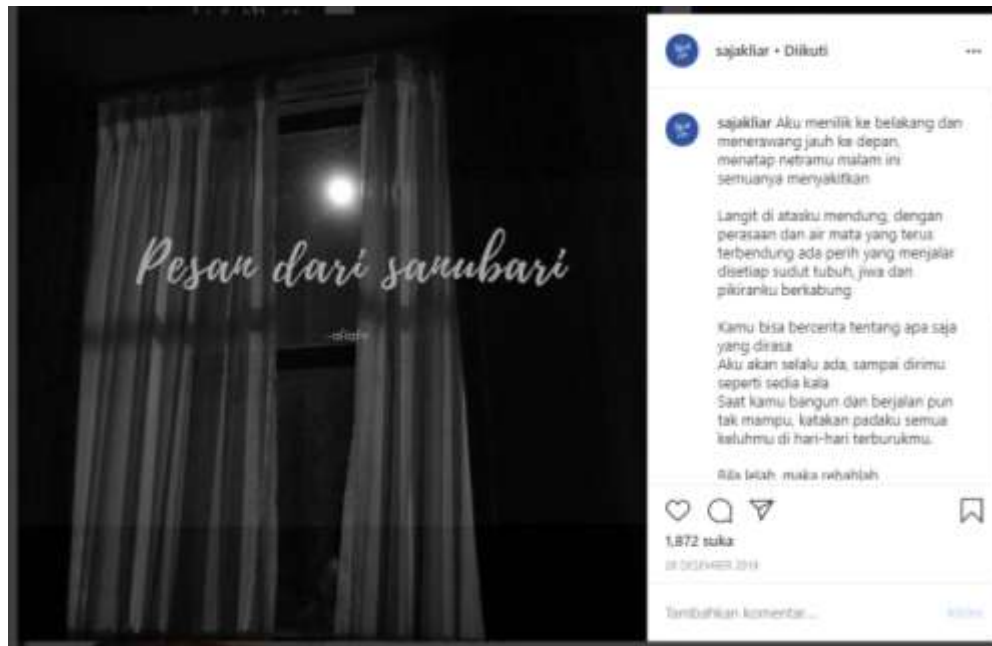 Pesan dari sanubari
sajakliar • Diikuti
sajakliar Aku menilik ke belakang dan
menerawang jauh ke depan,
menatap netramu malam ini
semuanya menyakitkan
Langit di atasku mendung, dengan
perasaan dan air mata yang terus
terbendung ada perih yang menjalar
disetiap sudut tubuh, jiwa dan
pikiranku berkabung
Kamu bisa bercerita tentang apa saja
yang dirasa
Aku akan selalu ada, sampai dirimu
seperti sedia kala
Saat kamu bangun dan berjalan pun
tak mampu, katakan padaku semua
keluhmu di hari-hari terburukmu.
Bila lelah, maka rebahlah
1,872 suka
DESEMBER
Tambahkan komentar...